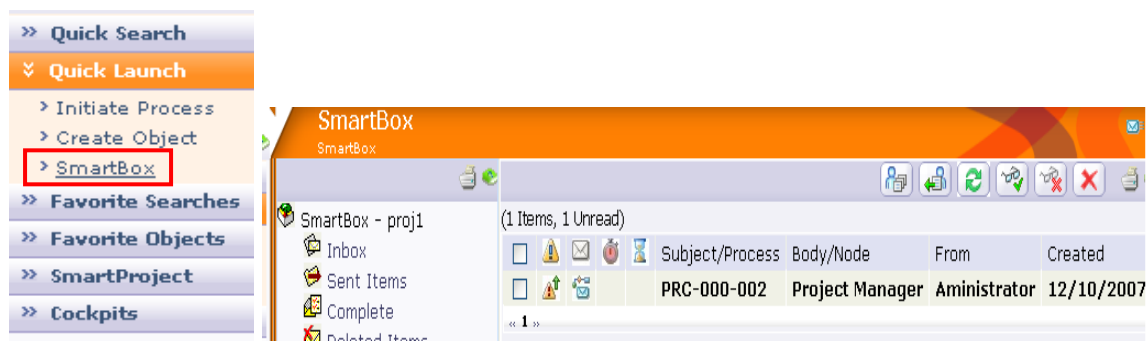 Quick Search
Quick Launch
Initiate Process
Create Object
SmartBox
Favorite Searches
Favorite Objects
SmartProject
Cockpits
SmartBox
SmartBox
SmartBox - proj1
Inbox
Sent Items
Complete
Deleted Items
(1 Items, 1 Unread)
Subject/Process Body/Node From Created
PRC-000-002 Project Manager Aministrator 12/10/2007
« 1 »